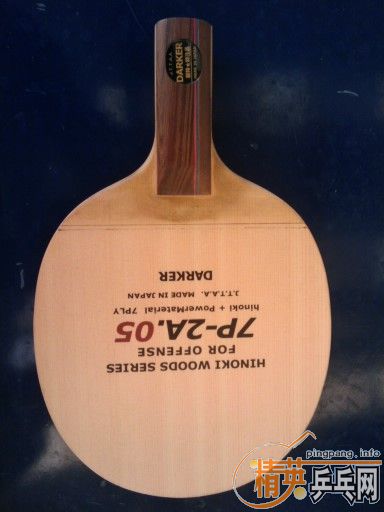 DARKER
HINOKI WOODS SERIES
FOR OFFENSE
7P-2A.05
hinoki + PowerMaterial 7PLY
J.T.T.A.A. MADE IN JAPAN
DARKER
pingpang.info
精英乒乓网